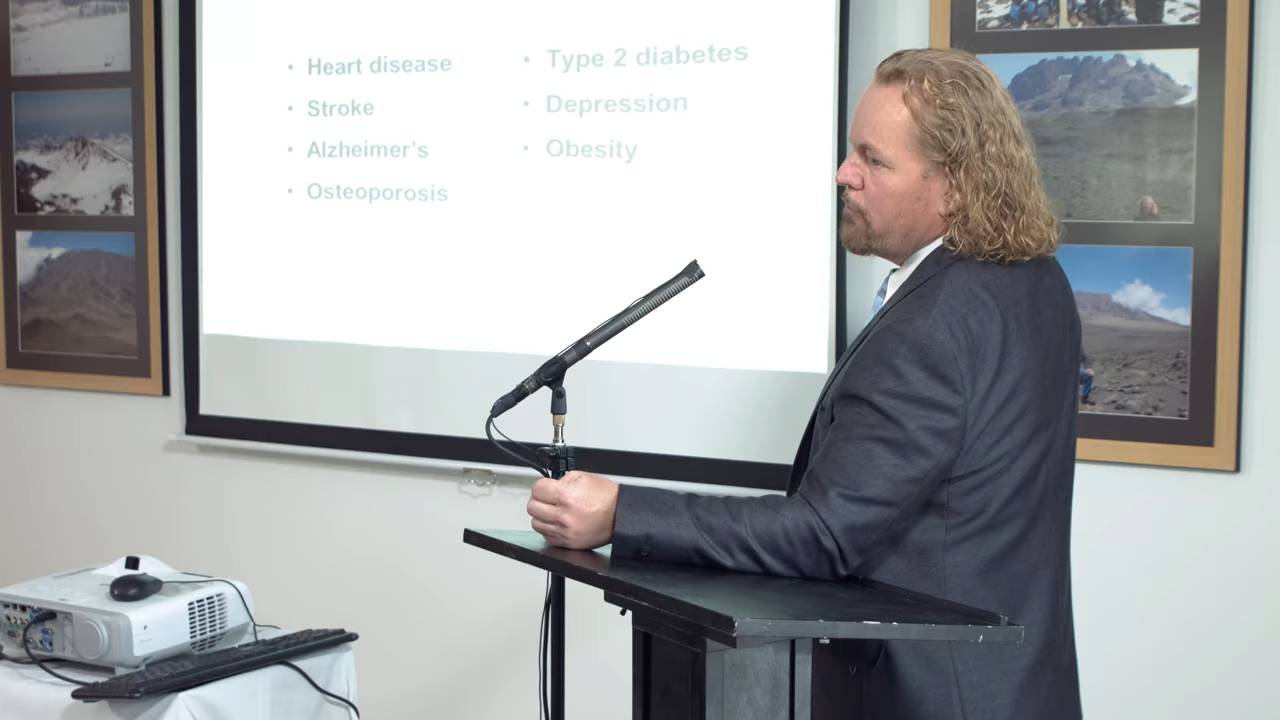 • Heart disease
• Stroke
• Alzheimer's
• Osteoporosis
• Type 2 diabetes
• Depression
• Obesity